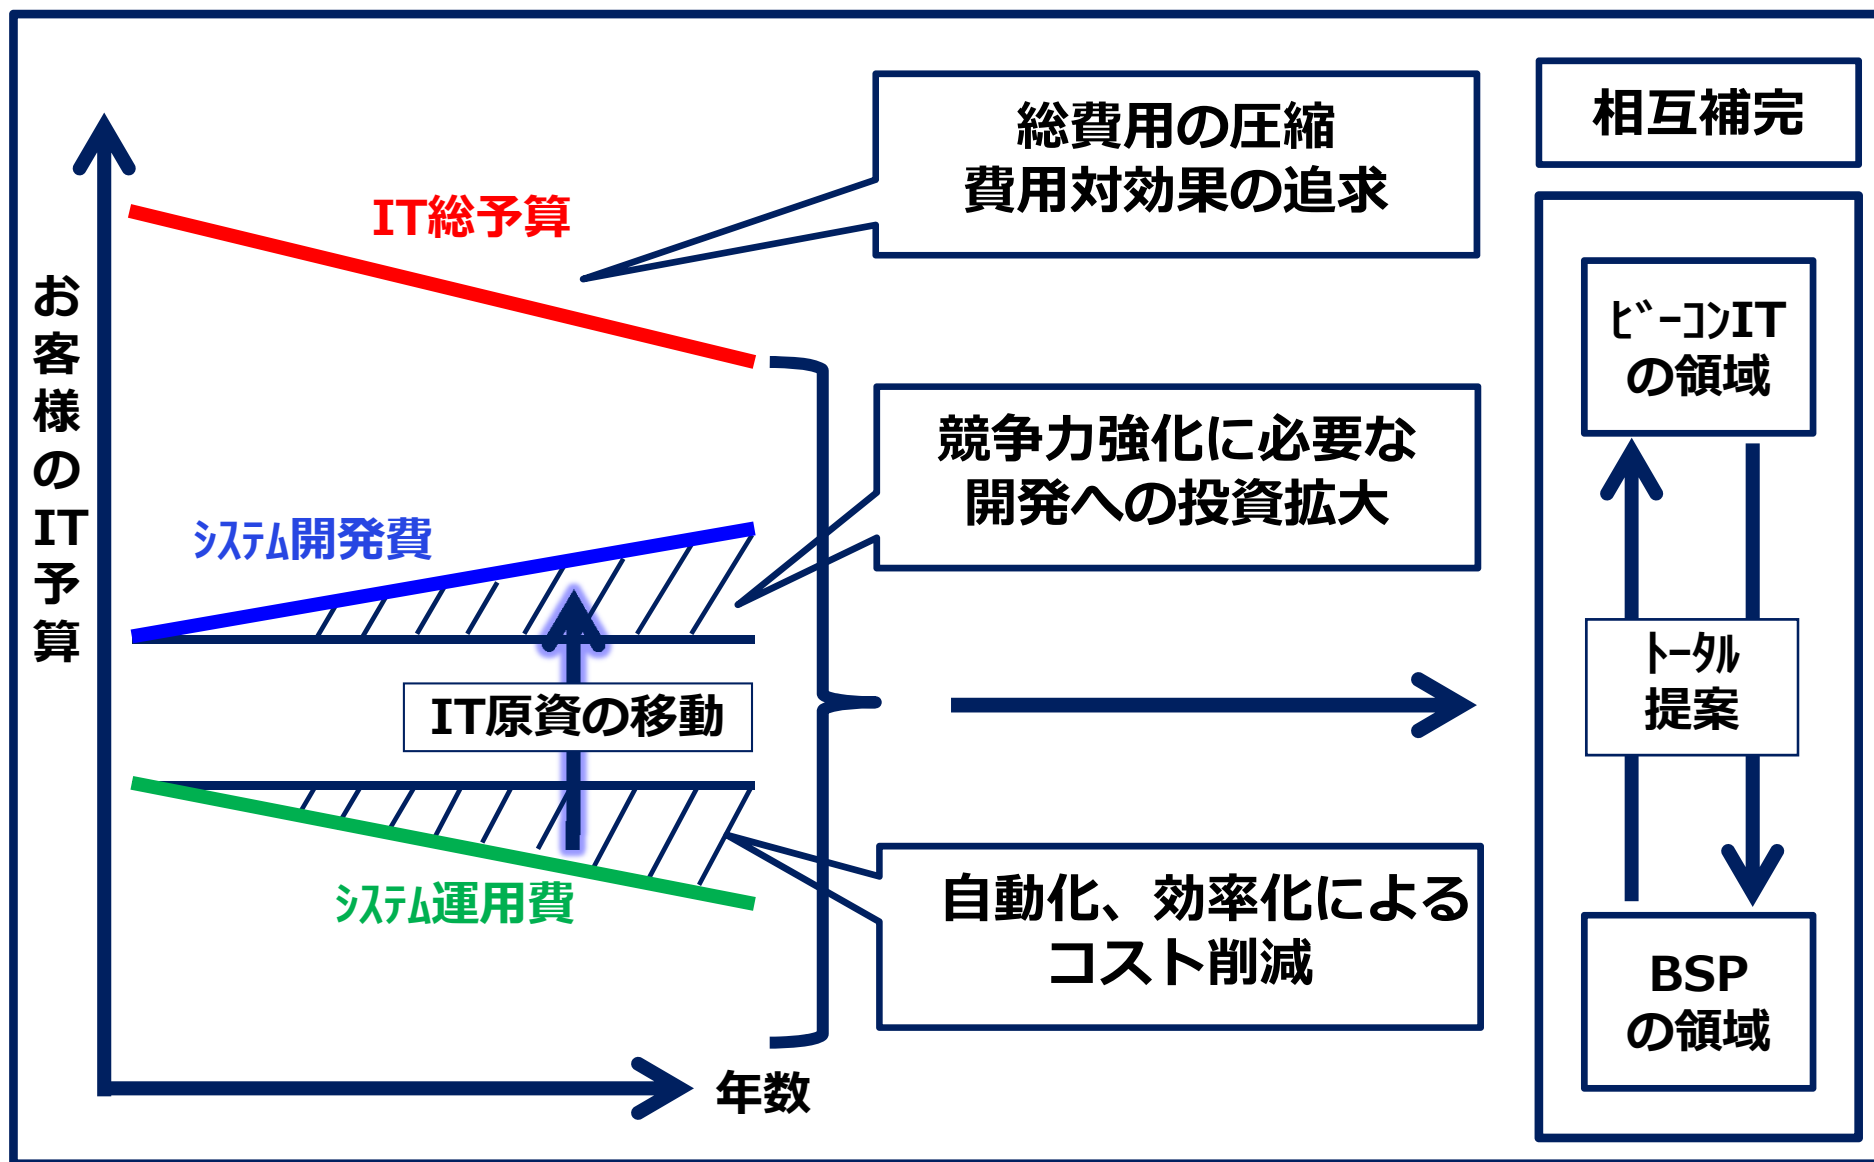 お客様のIT予算
IT総予算
総費用の圧縮
費用対効果の追求
ｼｽﾃﾑ開発費
競争力強化に必要な
開発への投資拡大
IT原資の移動
ｼｽﾃﾑ運用費
自動化、効率化による
コスト削減
年数
相互補完
ﾋﾞｰｺﾝIT
の領域
ﾄｰﾀﾙ
提案
BSP
の領域